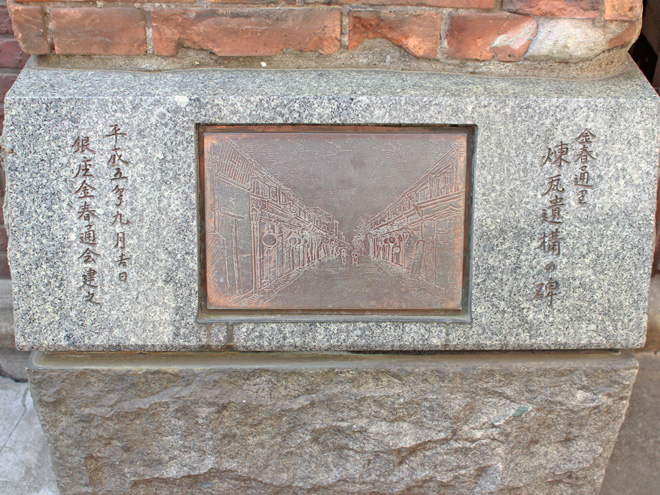 金春通り
煉瓦遺構の碑
平成五年九月吉日
銀座金春通会建之